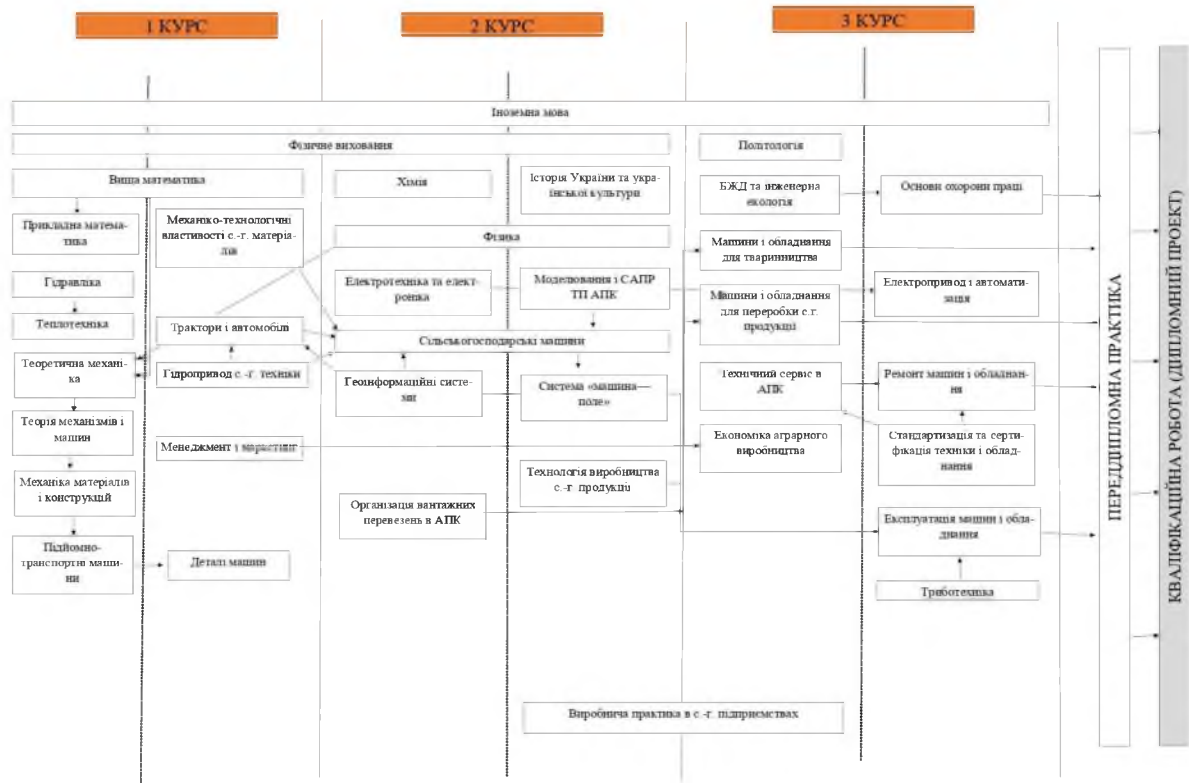 1 КУРС
2 КУРС
3 КУРС
Іноземна мова
Фізичне виховання
Політологія
Вища математика
Хімія
Історія України та укра-
їнської культури
БЖД та інженерна
екологія
Основи охорони праці
Прикладна матема-
тика
Механіко-технологічні
властивості с.-г. матеріа-
лів
Фізика
Машини і обладнання
для тваринництва
Гідравліка
Електротехніка та елект-
роніка
Моделювання і САПР
ТП АПК
Машини і обладнання
для переробки с.г.
продукції
Електропривод і автомати-
зація
Теплотехніка
Трактори і автомобілі
Сільськогосподарські машини
Теоретична механі-
ка
Гідропривод с.-г. техніки
Геоінформаційні систе-
ми
Система «машина—
поле»
Технічний сервіс в
АПК
Ремонт машин і обладнан-
ня
Теорія механізмів і
машин
Менеджмент і
Економіка аграрного
виробництва
Стандартизація та серти-
фікація техніки і облад-
нання
Механіка матеріалів
і конструкцій
Технологія виробництва
с.-г. продукції
Організація вантажних
перевезень в АПК
Експлуатація машин і обла-
днання
Підйомно-
транспортні маши-
ни
Деталі машин
Триботехніка
Виробнича практика в с.-г. підприємствах
ПЕРЕДДИПЛОМНА ПРАКТИКА
КВАЛІФІКАЦІЙНА РОБОТА (ДИПЛОМНИЙ ПРОЕКТ)